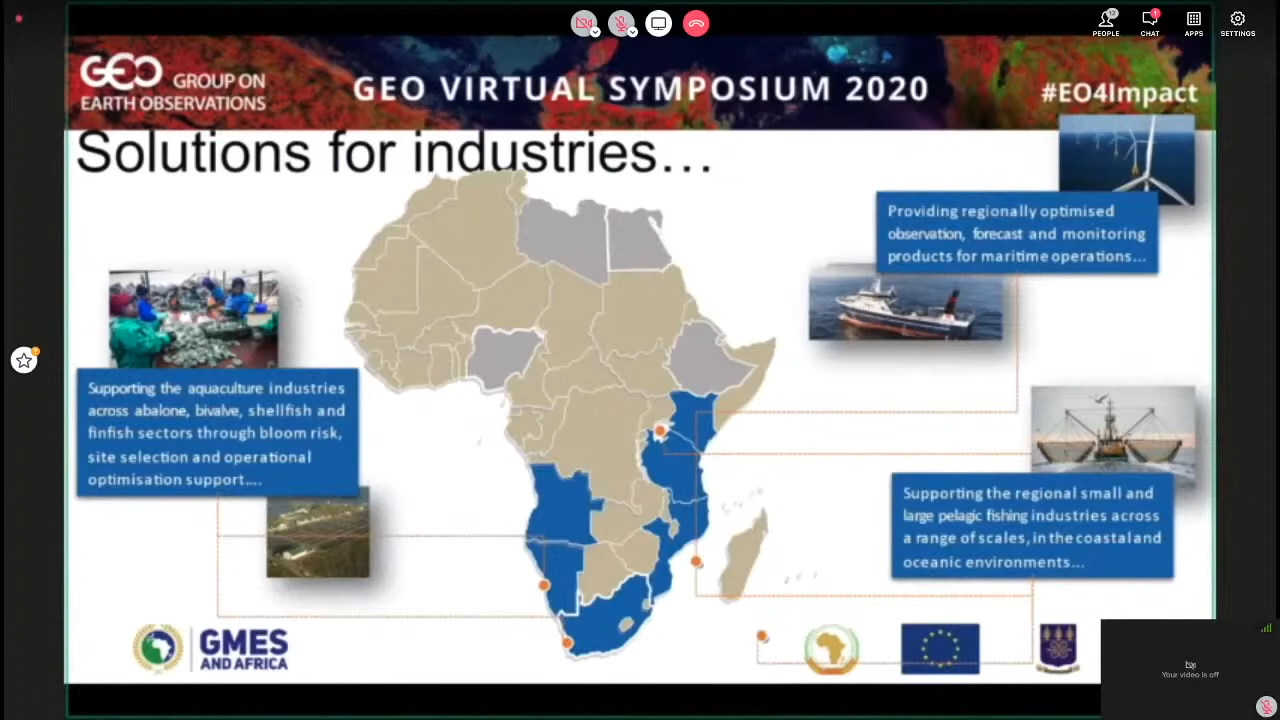 PEOPLE
12
CHAT
1
APPS
SETTINGS
GEO GROUP ON
EARTH OBSERVATIONS
GEO VIRTUAL SYMPOSIUM 2020
#EO4Impact
Solutions for industries...
Providing regionally optimised
observation, forecast and monitoring
products for maritime operations...
Supporting the aquaculture industries
across abalone, bivalve, shellfish and
finfish sectors through bloom risk,
site selection and operational
optimisation support....
Supporting the regional small and
large pelagic fishing industries across
a range of scales, in the coastal and
oceanic environments...
GMES
AND AFRICA
Your video is off